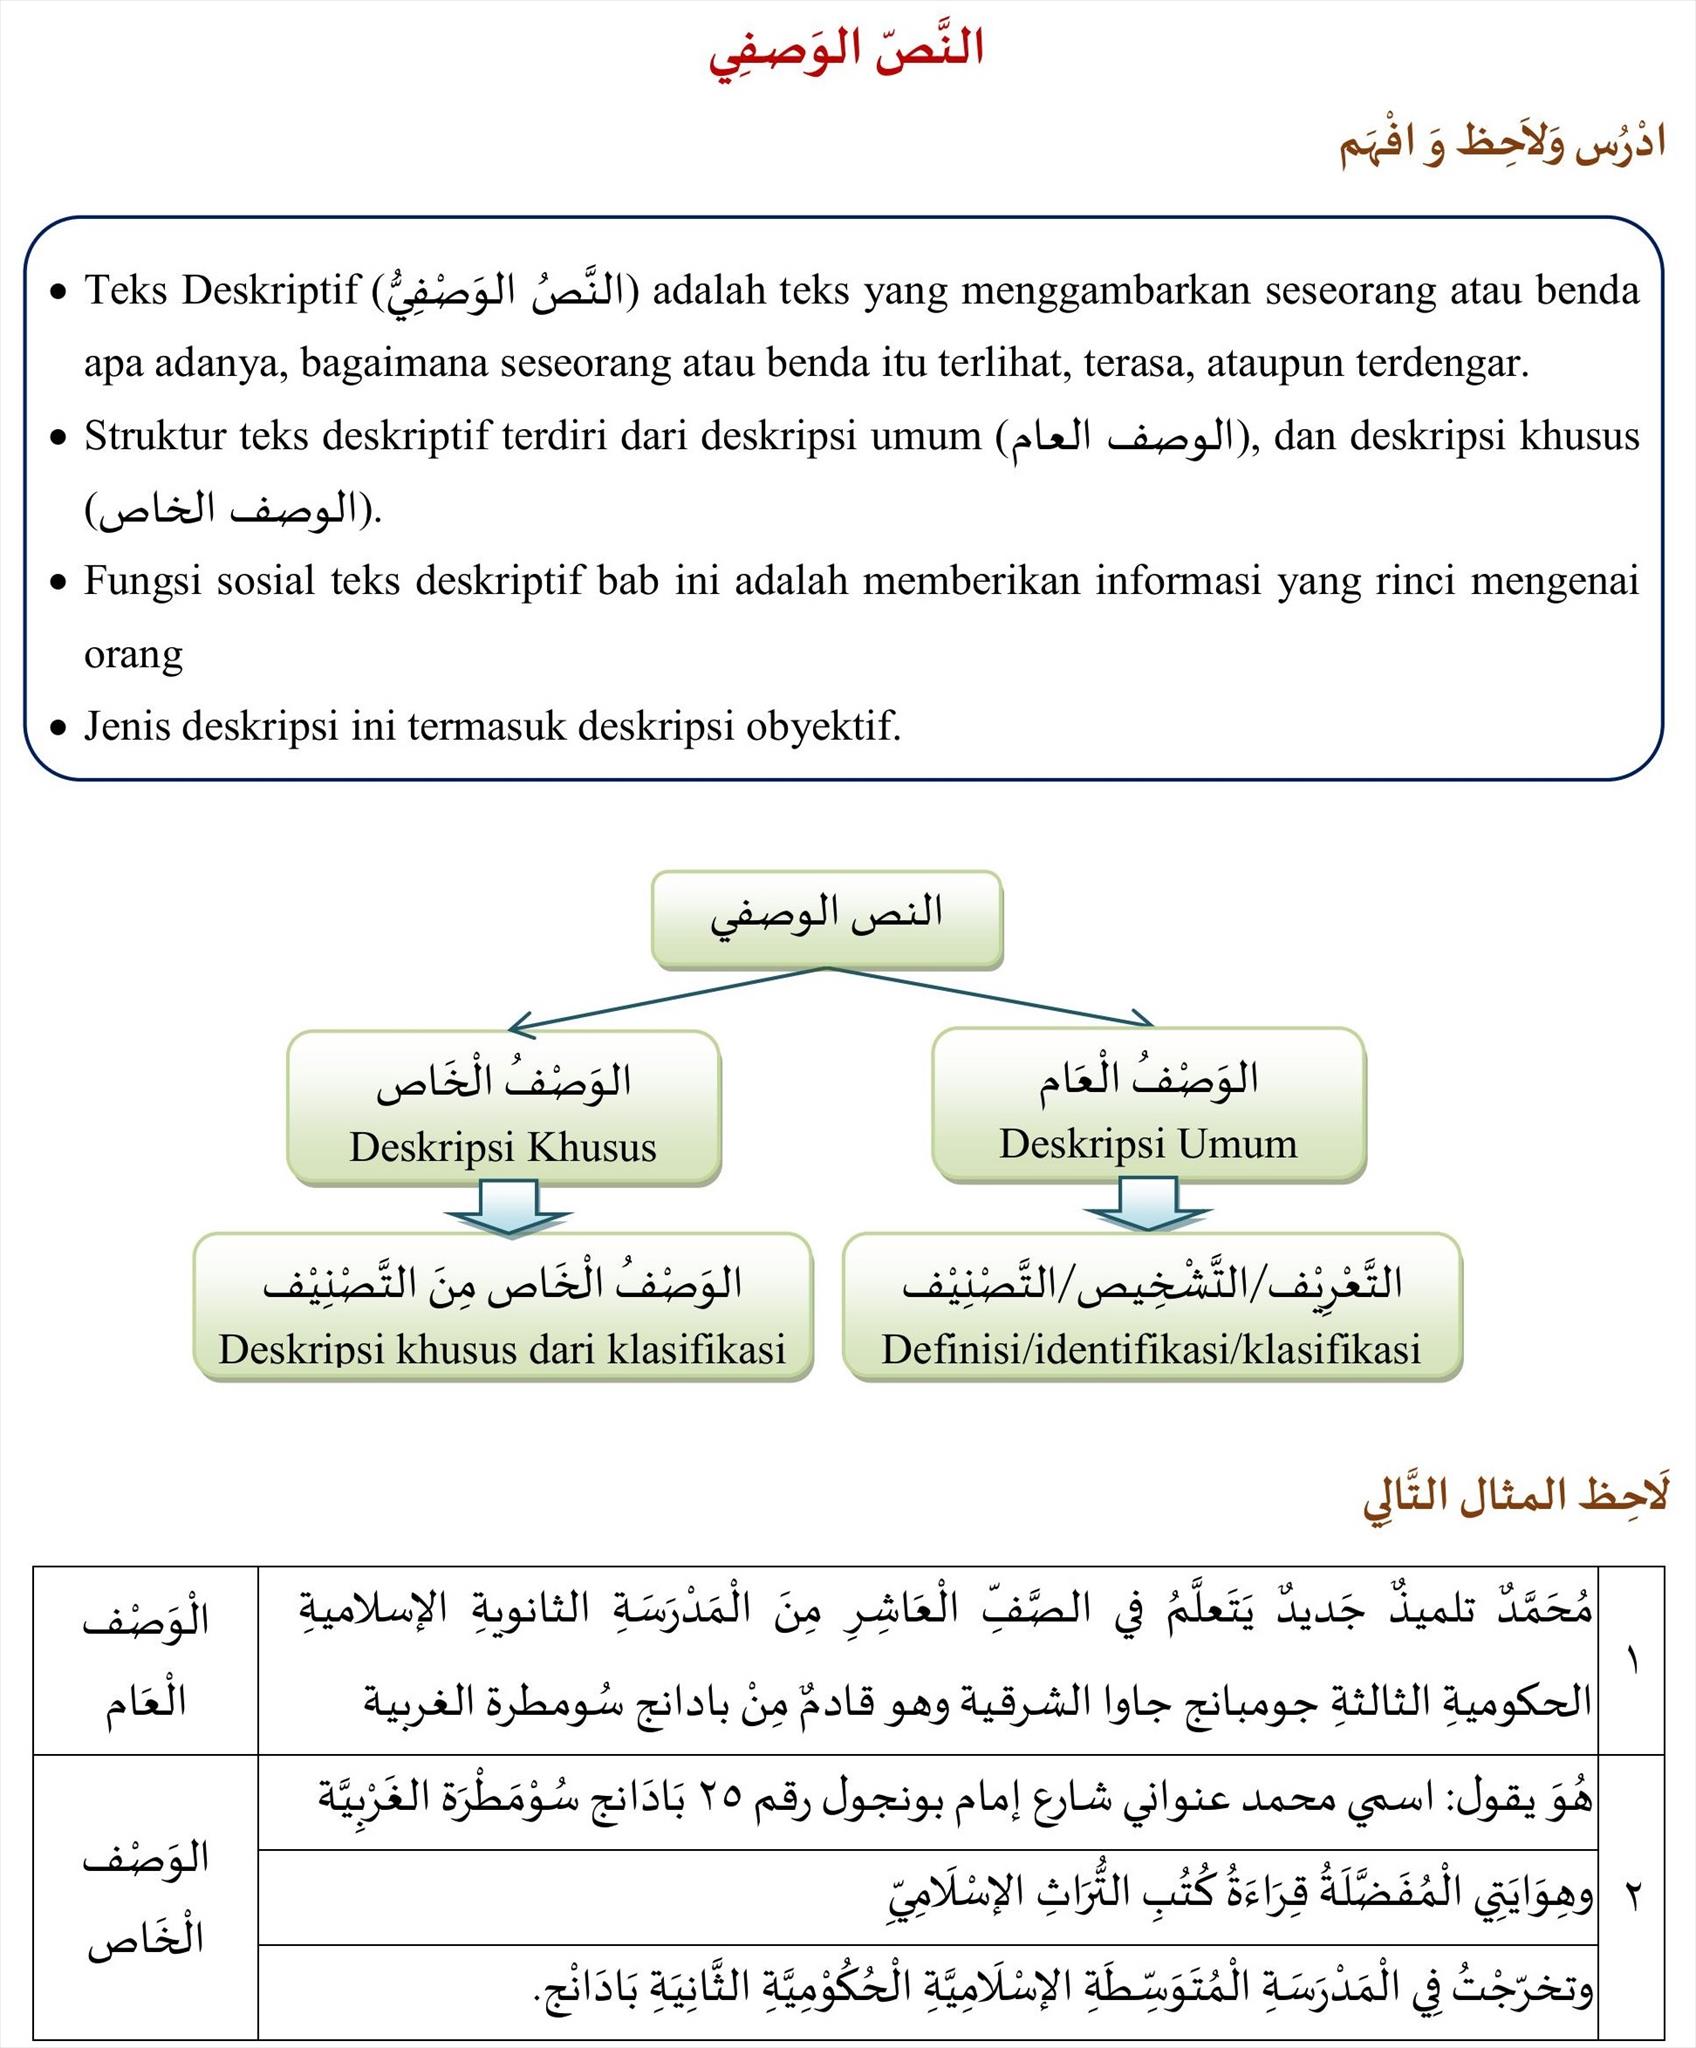 النَّصّ الوَصفِي
ادْرُس وَلاَحِظ وَ افْهَم
• Teks Deskriptif (النَّصُ الوَصْفِيُّ) adalah teks yang menggambarkan seseorang atau benda
apa adanya, bagaimana seseorang atau benda itu terlihat, terasa, ataupun terdengar.
• Struktur teks deskriptif terdiri dari deskripsi umum (الوصف العام), dan deskripsi khusus
(الوصف الخاص).
• Fungsi sosial teks deskriptif bab ini adalah memberikan informasi yang rinci mengenai
orang
• Jenis deskripsi ini termasuk deskripsi obyektif.
النص الوصفي
الوَصْفُ الْعَام
Deskripsi Umum
الوَصْفُ الْخَاص
Deskripsi Khusus
التَّعْرِيْف/التَّشْخِيص/التَّصْنِيْف
Definisi/identifikasi/klasifikasi
الوَصْفُ الْخَاص مِنَ التَّصْنِيْف
Deskripsi khusus dari klasifikasi
لَاحِظ المثال التَّالِي
١
مُحَمَّدٌ تلميذٌ جَديدٌ يَتَعلَّمُ في الصَّفِّ الْعَاشِرِ مِنَ الْمَدْرَسَةِ الثانويةِ الإسلاميةِ
الحكوميةِ الثالثةِ جومبانج جاوا الشرقية وهو قادمٌ مِنْ بادانج سُومطرة الغربية
الْوَصْف
الْعَام
٢
هُوَ يقول: اسمي محمد عنواني شارع إمام بونجول رقم ٢٥ بَادَانج سُوْمَطْرَة الغَرْبِيَّة
وهِوَايَتِي الْمُفَضَّلَةُ قِرَاءَةُ كُتُبِ التُّرَاثِ الإسْلَامِيِّ
وتخرّجْتُ فِي الْمَدْرَسَةِ الْمُتَوَسِّطَةِ الإسْلَامِيَّةِ الْحُكُوْمِيَّةِ الثَّانِيَةِ بَادَانْج.
الوَصْف
الْخَاص